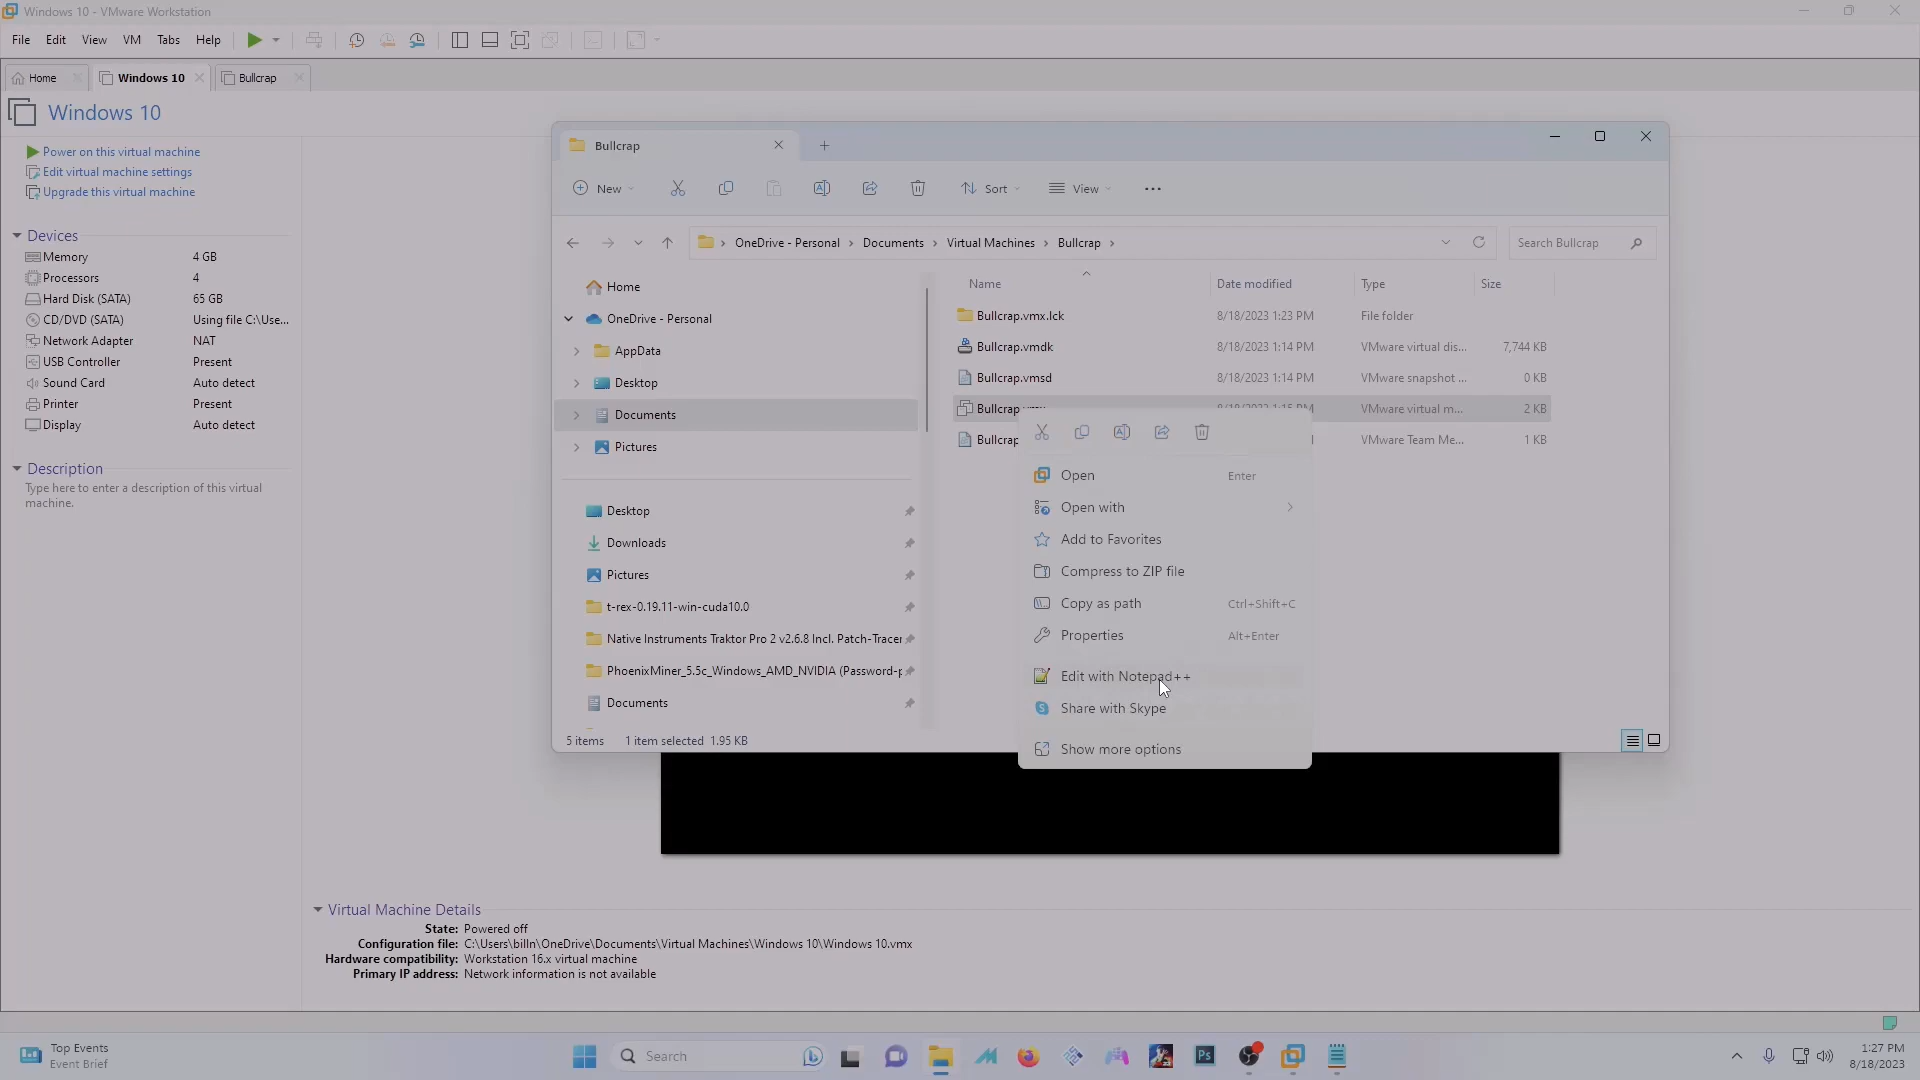 Windows 10 - VMware Workstation
File Edit View VM Tabs Help
Home Windows 10 Bullcrap
Windows 10
Power on this virtual machine
Edit virtual machine settings
Upgrade this virtual machine
Devices
Memory 4 GB
Processors 4
Hard Disk (SATA) 65 GB
CD/DVD (SATA) Using file C:\Use...
Network Adapter NAT
USB Controller Present
Sound Card Auto detect
Printer Present
Display Auto detect
Description
Type here to enter a description of this virtual
machine.
Bullcrap
New Sort View
OneDrive - Personal Documents Virtual Machines Bullcrap
Search Bullcrap
Home
OneDrive - Personal
AppData
Desktop
Documents
Pictures
Desktop
Downloads
Pictures
t-rex-0.19.11-win-cuda10.0
Native Instruments Traktor Pro 2 v2.6.8 Incl. Patch-Tracer
PhoenixMiner_5.5c_Windows_AMD_NVIDIA (Password-p
Documents
5 items 1 item selected 1.95 KB
Name Date modified Type Size
Bullcrap.vmx.lck 8/18/2023 1:23 PM File folder
Bullcrap.vmdk 8/18/2023 1:14 PM VMware virtual dis... 7,744 KB
Bullcrap.vmsd 8/18/2023 1:14 PM VMware snapshot ... 0 KB
Bullcrap.vmx 8/18/2023 1:15 PM VMware virtual m... 2 KB
Bullcrap VMware Team Me... 1 KB
Open Enter
Open with
Add to Favorites
Compress to ZIP file
Copy as path Ctrl+Shift+C
Properties Alt+Enter
Edit with Notepad++
Share with Skype
Show more options
Virtual Machine Details
State: Powered off
Configuration file: C:\Users\billn\OneDrive\Documents\Virtual Machines\Windows 10\Windows 10.vmx
Hardware compatibility: Workstation 16.x virtual machine
Primary IP address: Network information is not available
Top Events
Event Brief
Search
Ps
1:27 PM
8/18/2023